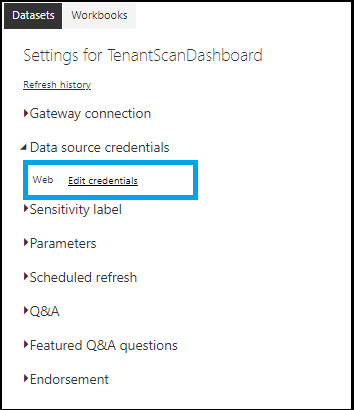 Datasets Workbooks
Settings for TenantScanDashboard
Refresh history
Gateway connection
Data source credentials
Web Edit credentials
Sensitivity label
Parameters
Scheduled refresh
Q&A
Featured Q&A questions
Endorsement